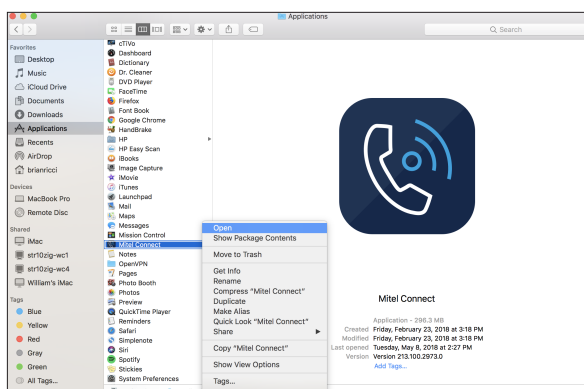 Applications
Search
Favorites
Desktop
Music
iCloud Drive
Documents
Downloads
Applications
Recents
AirDrop
brianricci
Devices
MacBook Pro
Remote Disc
Shared
iMac
str10zig-wc1
str10zig-wc4
William's iMac
Tags
Blue
Yellow
Red
Gray
Green
All Tags...
cTiVo
Dashboard
Dictionary
Dr. Cleaner
DVD Player
FaceTime
Firefox
Font Book
Google Chrome
HandBrake
HP
HP Easy Scan
iBooks
Image Capture
iMovie
iTunes
Launchpad
Mail
Maps
Messages
Mission Control
Mitel Connect
Notes
OpenVPN
Pages
Photo Booth
Photos
Preview
QuickTime Player
Reminders
Safari
Simplenote
Siri
Spotify
Stickies
System Preferences
Open
Show Package Contents
Move to Trash
Get Info
Rename
Compress "Mitel Connect"
Duplicate
Make Alias
Quick Look "Mitel Connect"
Share
Copy "Mitel Connect"
Show View Options
Tags...
Mitel Connect
Application - 296.3 MB
Created Friday, February 23, 2018 at 3:18 PM
Modified Friday, February 23, 2018 at 3:18 PM
Last opened Tuesday, May 8, 2018 at 2:27 PM
Version Version 213.100.2973.0
Add Tags...